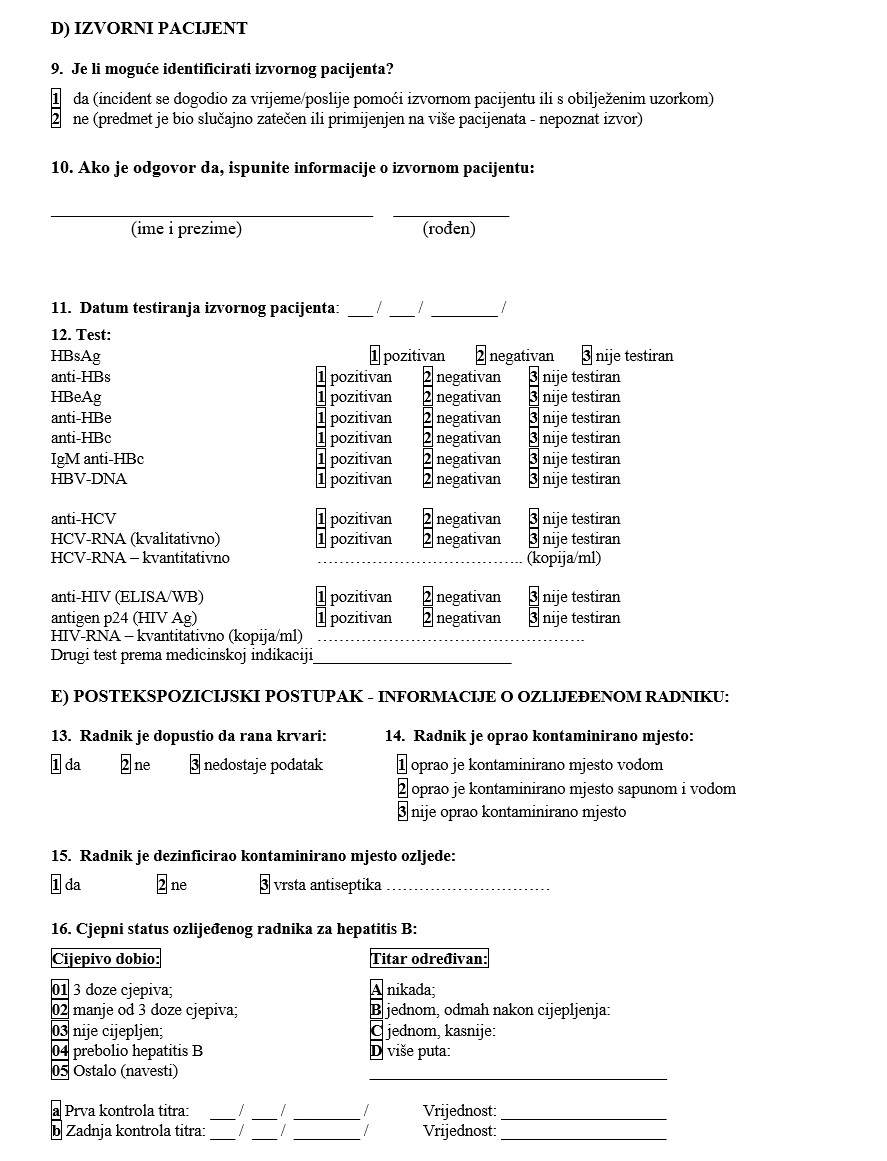 D) IZVORNI PACIJENT
9. Je li moguće identificirati izvornog pacijenta?
1 da (incident se dogodio za vrijeme/poslije pomoći izvornom pacijentu ili s obilježenim uzorkom)
2 ne (predmet je bio slučajno zatečen ili primijenjen na više pacijenata - nepoznat izvor)
10. Ako je odgovor da, ispunite informacije o izvornom pacijentu:
_______________________________________ ______________
(ime i prezime) (rođen)
11. Datum testiranja izvornog pacijenta: ___ / ___ / ________ /
12. Test:
HBsAg 1 pozitivan 2 negativan 3 nije testiran
anti-HBs 1 pozitivan 2 negativan 3 nije testiran
HBeAg 1 pozitivan 2 negativan 3 nije testiran
anti-HBe 1 pozitivan 2 negativan 3 nije testiran
anti-HBc 1 pozitivan 2 negativan 3 nije testiran
IgM anti-HBc 1 pozitivan 2 negativan 3 nije testiran
HBV-DNA 1 pozitivan 2 negativan 3 nije testiran
anti-HCV 1 pozitivan 2 negativan 3 nije testiran
HCV-RNA (kvalitativno) 1 pozitivan 2 negativan 3 nije testiran
HCV-RNA – kvantitativno ………………………………….. (kopija/ml)
anti-HIV (ELISA/WB) 1 pozitivan 2 negativan 3 nije testiran
antigen p24 (HIV Ag) 1 pozitivan 2 negativan 3 nije testiran
HIV-RNA – kvantitativno (kopija/ml) ……………………………………………
Drugi test prema medicinskoj indikaciji________________________
E) POSTEKSPOZICIJSKI POSTUPAK - INFORMACIJE O OZLIJEĐENOM RADNIKU:
13. Radnik je dopustio da rana krvari: 14. Radnik je oprao kontaminirano mjesto:
1 da 2 ne 3 nedostaje podatak 1 oprao je kontaminirano mjesto vodom
2 oprao je kontaminirano mjesto sapunom i vodom
3 nije oprao kontaminirano mjesto
15. Radnik je dezinficirao kontaminirano mjesto ozljede:
1 da 2 ne 3 vrsta antiseptika …………………………
16. Cjepni status ozlijeđenog radnika za hepatitis B:
Cijepivo dobio: Titar određivan:
01 3 doze cjepiva; A nikada;
02 manje od 3 doze cjepiva; B jednom, odmah nakon cijepljenja:
03 nije cijepljen; C jednom, kasnije:
04 prebolio hepatitis B D više puta:
05 Ostalo (navesti) ____________________________________
a Prva kontrola titra: ___ / ___ / ________ / Vrijednost: ____________________
b Zadnja kontrola titra: ___ / ___ / ________ / Vrijednost: ____________________